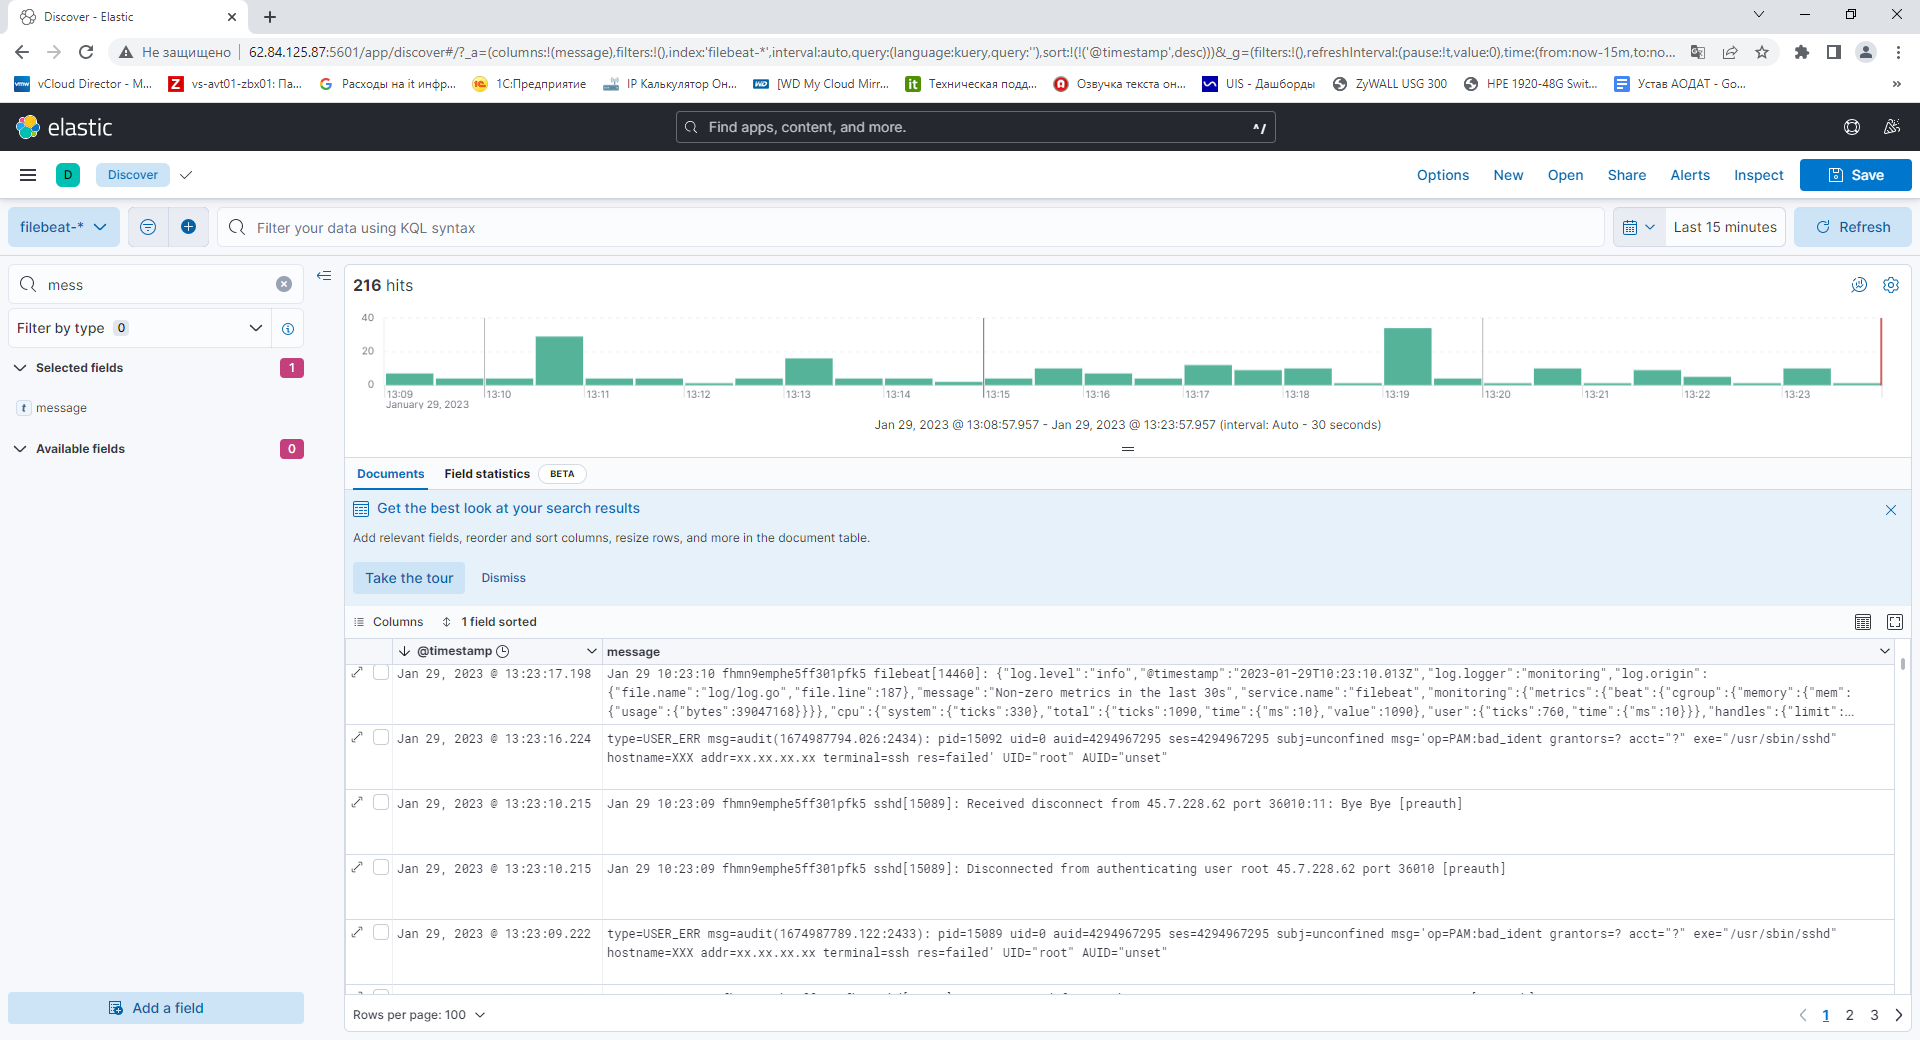 Discover - Elastic
Не защищено
62.84.125.87:5601/app/discover#/?_a=(columns:!(message),filters:!(),index:'filebeat-*',interval:auto,query:(language:kuery,query:''),sort:!(!('@timestamp',desc)))&_g=(filters:!(),refreshInterval:(pause:!t,value:0),time:(from:now-15m,to:no...
vmw vCloud Director - M...
Z vs-avt01-zbx01: Па...
G Расходы на it инфр...
1С:Предприятие
IP Калькулятор Он...
WD [WD My Cloud Mirr...
it Техническая подд...
Озвучка текста он...
UIS - Дашборды
ZyWALL USG 300
HPE 1920-48G Swit...
Устав АОДАТ - Go...
»
elastic
Find apps, content, and more.
^/
D
Discover
Options
New
Open
Share
Alerts
Inspect
Save
filebeat-*
Filter your data using KQL syntax
Last 15 minutes
Refresh
mess
Filter by type 0
Selected fields 1
t message
Available fields 0
Add a field
216 hits
40
20
0
13:09 13:10 13:11 13:12 13:13 13:14 13:15 13:16 13:17 13:18 13:19 13:20 13:21 13:22 13:23
January 29, 2023
Jan 29, 2023 @ 13:08:57.957 - Jan 29, 2023 @ 13:23:57.957 (interval: Auto - 30 seconds)
Documents
Field statistics
BETA
Get the best look at your search results
Add relevant fields, reorder and sort columns, resize rows, and more in the document table.
Take the tour
Dismiss
Columns
1 field sorted
@timestamp
message
Jan 29, 2023 @ 13:23:17.198
Jan 29 10:23:10 fhmn9emphe5ff301pfk5 filebeat[14460]: {"log.level":"info","@timestamp":"2023-01-29T10:23:10.013Z","log.logger":"monitoring","log.origin":
{"file.name":"log/log.go","file.line":187},"message":"Non-zero metrics in the last 30s","service.name":"filebeat","monitoring":{"metrics":{"beat":{"cgroup":{"memory":{"mem":
{"usage":{"bytes":39047168}}}},"cpu":{"system":{"ticks":330},"total":{"ticks":1090,"time":{"ms":10},"value":1090},"user":{"ticks":760,"time":{"ms":10}}},"handles":{"limit":...
Jan 29, 2023 @ 13:23:16.224
type=USER_ERR msg=audit(1674987794.026:2434): pid=15092 uid=0 auid=4294967295 ses=4294967295 subj=unconfined msg='op=PAM:bad_ident grantors=? acct="?" exe="/usr/sbin/sshd"
hostname=XXX addr=xx.xx.xx.xx terminal=ssh res=failed' UID="root" AUID="unset"
Jan 29, 2023 @ 13:23:10.215
Jan 29 10:23:09 fhmn9emphe5ff301pfk5 sshd[15089]: Received disconnect from 45.7.228.62 port 36010:11: Bye Bye [preauth]
Jan 29, 2023 @ 13:23:10.215
Jan 29 10:23:09 fhmn9emphe5ff301pfk5 sshd[15089]: Disconnected from authenticating user root 45.7.228.62 port 36010 [preauth]
Jan 29, 2023 @ 13:23:09.222
type=USER_ERR msg=audit(1674987789.122:2433): pid=15089 uid=0 auid=4294967295 ses=4294967295 subj=unconfined msg='op=PAM:bad_ident grantors=? acct="?" exe="/usr/sbin/sshd"
hostname=XXX addr=xx.xx.xx.xx terminal=ssh res=failed' UID="root" AUID="unset"
Rows per page: 100
1 2 3